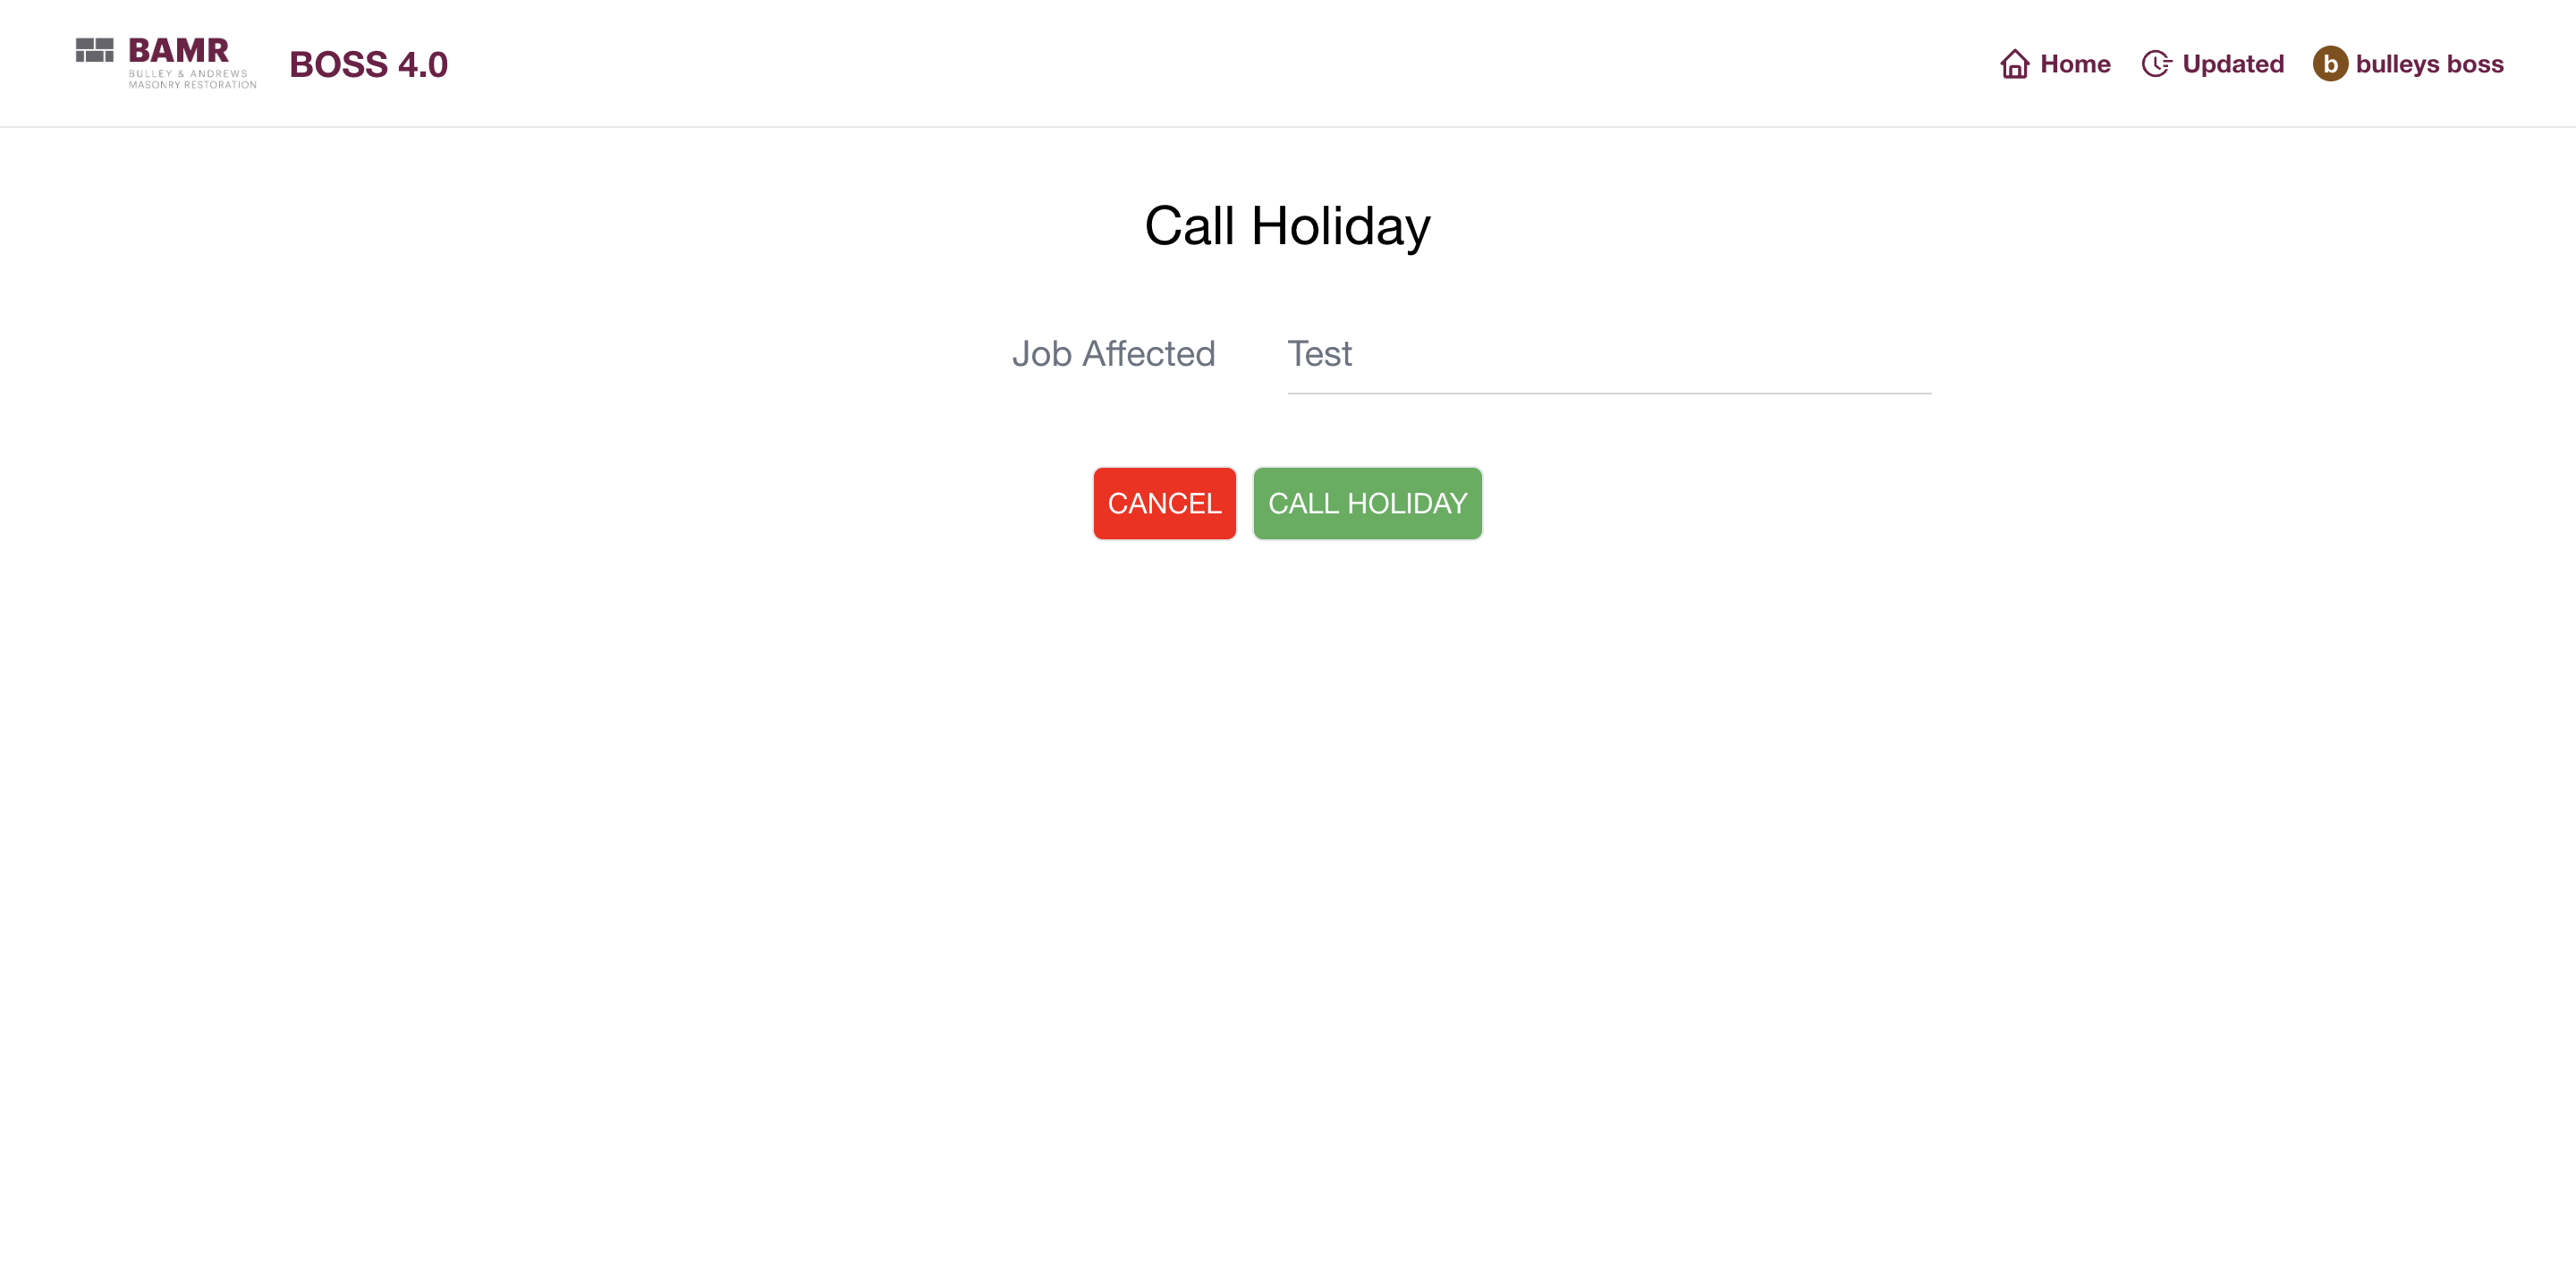 BAMR
BULLEY & ANDREWS
MASONRY RESTORATION
BOSS 4.0
Home
Updated
b
bulleys boss
Call Holiday
Job Affected
Test
CANCEL
CALL HOLIDAY